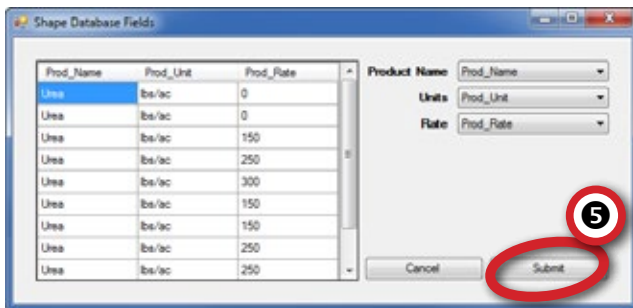 Shape Database Fields
Prod_Name Prod_Unit Prod_Rate
Urea lbs/ac 0
Urea lbs/ac 0
Urea lbs/ac 150
Urea lbs/ac 250
Urea lbs/ac 300
Urea lbs/ac 150
Urea lbs/ac 150
Urea lbs/ac 250
Urea lbs/ac 250
Product Name Prod_Name
Units Prod_Unit
Rate Prod_Rate
5
Cancel Submit